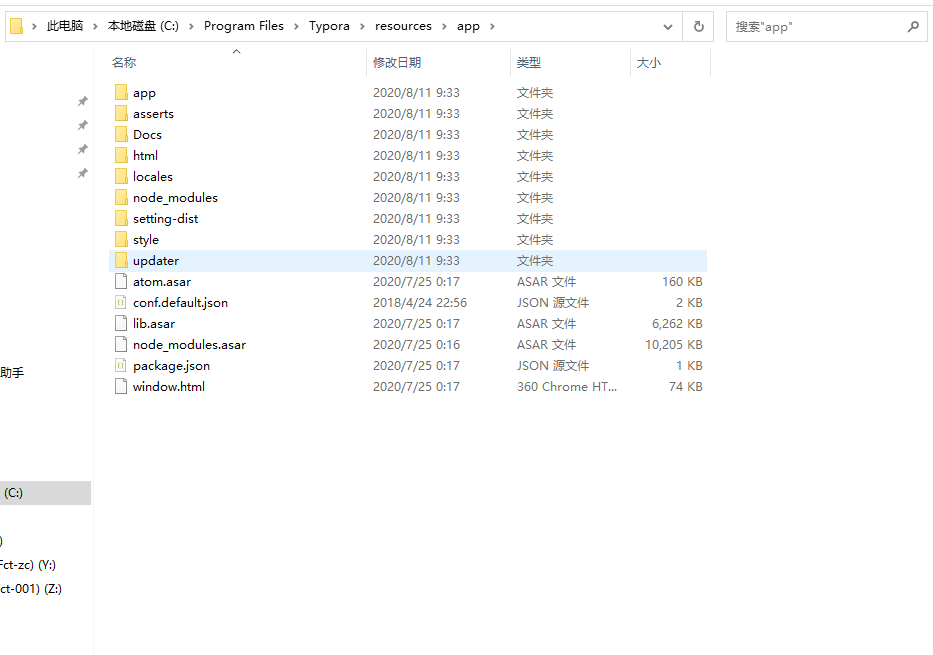 此电脑 本地磁盘 (C:) Program Files Typora resources app 搜索"app"
名称 修改日期 类型 大小
app 2020/8/11 9:33 文件夹
asserts 2020/8/11 9:33 文件夹
Docs 2020/8/11 9:33 文件夹
html 2020/8/11 9:33 文件夹
locales 2020/8/11 9:33 文件夹
node_modules 2020/8/11 9:33 文件夹
setting-dist 2020/8/11 9:33 文件夹
style 2020/8/11 9:33 文件夹
updater 2020/8/11 9:33 文件夹
atom.asar 2020/7/25 0:17 ASAR 文件 160 KB
conf.default.json 2018/4/24 22:56 JSON 源文件 2 KB
lib.asar 2020/7/25 0:17 ASAR 文件 6,262 KB
node_modules.asar 2020/7/25 0:16 ASAR 文件 10,205 KB
package.json 2020/7/25 0:17 JSON 源文件 1 KB
window.html 2020/7/25 0:17 360 Chrome HT... 74 KB
助手
(C:)
)
Fct-zc) (Y:)
ct-001) (Z:)